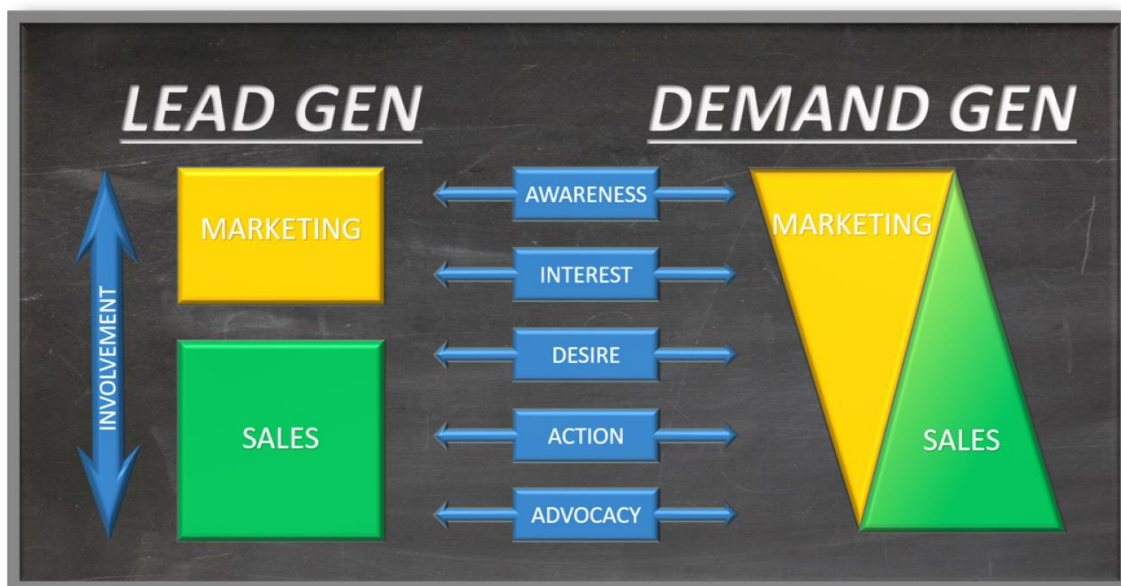 LEAD GEN
DEMAND GEN
INVOLVEMENT
MARKETING
SALES
AWARENESS
INTEREST
DESIRE
ACTION
ADVOCACY
MARKETING
SALES